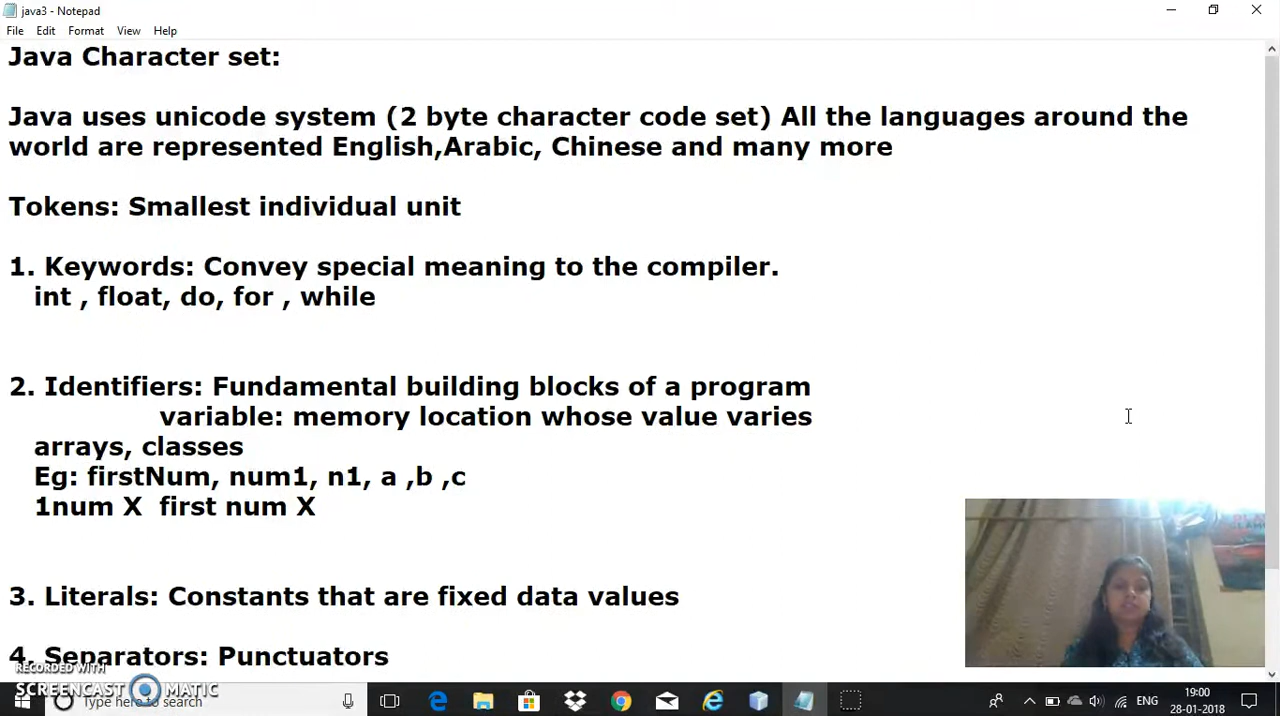 java3 - Notepad
File Edit Format View Help
Java Character set:
Java uses unicode system (2 byte character code set) All the languages around the
world are represented English,Arabic, Chinese and many more
Tokens: Smallest individual unit
1. Keywords: Convey special meaning to the compiler.
int , float, do, for , while
2. Identifiers: Fundamental building blocks of a program
variable: memory location whose value varies
arrays, classes
Eg: firstNum, num1, n1, a ,b ,c
1num X  first num X
3. Literals: Constants that are fixed data values
4. Separators: Punctuators
RECORDED WITH
SCREENCAST MATIC
Type here to search
ENG
19:00
28-01-2018